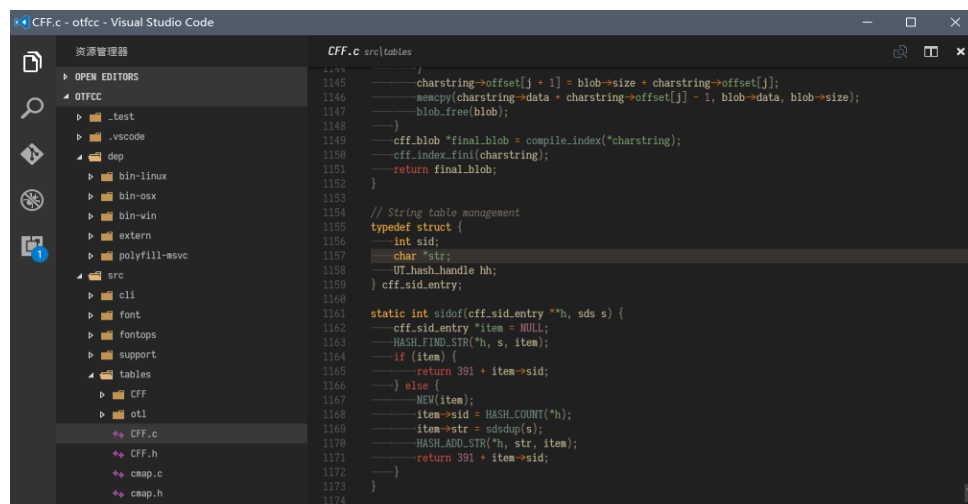 CFF.c - otfcc - Visual Studio Code
资源管理器
OPEN EDITORS
OTFCC
_test
.vscode
dep
bin-linux
bin-osx
bin-win
extern
polyfill-msvc
src
cli
font
fontops
support
tables
CFF
otl
CFF.c
CFF.h
cmap.c
cmap.h
1
CFF.c src\tables
1144 }
1145 charstring->offset[j + 1] = blob->size + charstring->offset[j];
1146 memcpy(charstring->data + charstring->offset[j] - 1, blob->data, blob->size);
1147 blob_free(blob);
1148 }
1149 cff_blob *final_blob = compile_index(*charstring);
1150 cff_index_fini(charstring);
1151 return final_blob;
1152 }
1153
1154 // String table management
1155 typedef struct {
1156 int sid;
1157 char *str;
1158 UT_hash_handle hh;
1159 } cff_sid_entry;
1160
1161 static int sidof(cff_sid_entry **h, sds s) {
1162 cff_sid_entry *item = NULL;
1163 HASH_FIND_STR(*h, s, item);
1164 if (item) {
1165 return 391 + item->sid;
1166 } else {
1167 NEW(item);
1168 item->sid = HASH_COUNT(*h);
1169 item->str = sdsdup(s);
1170 HASH_ADD_STR(*h, str, item);
1171 return 391 + item->sid;
1172 }
1173 }
1174